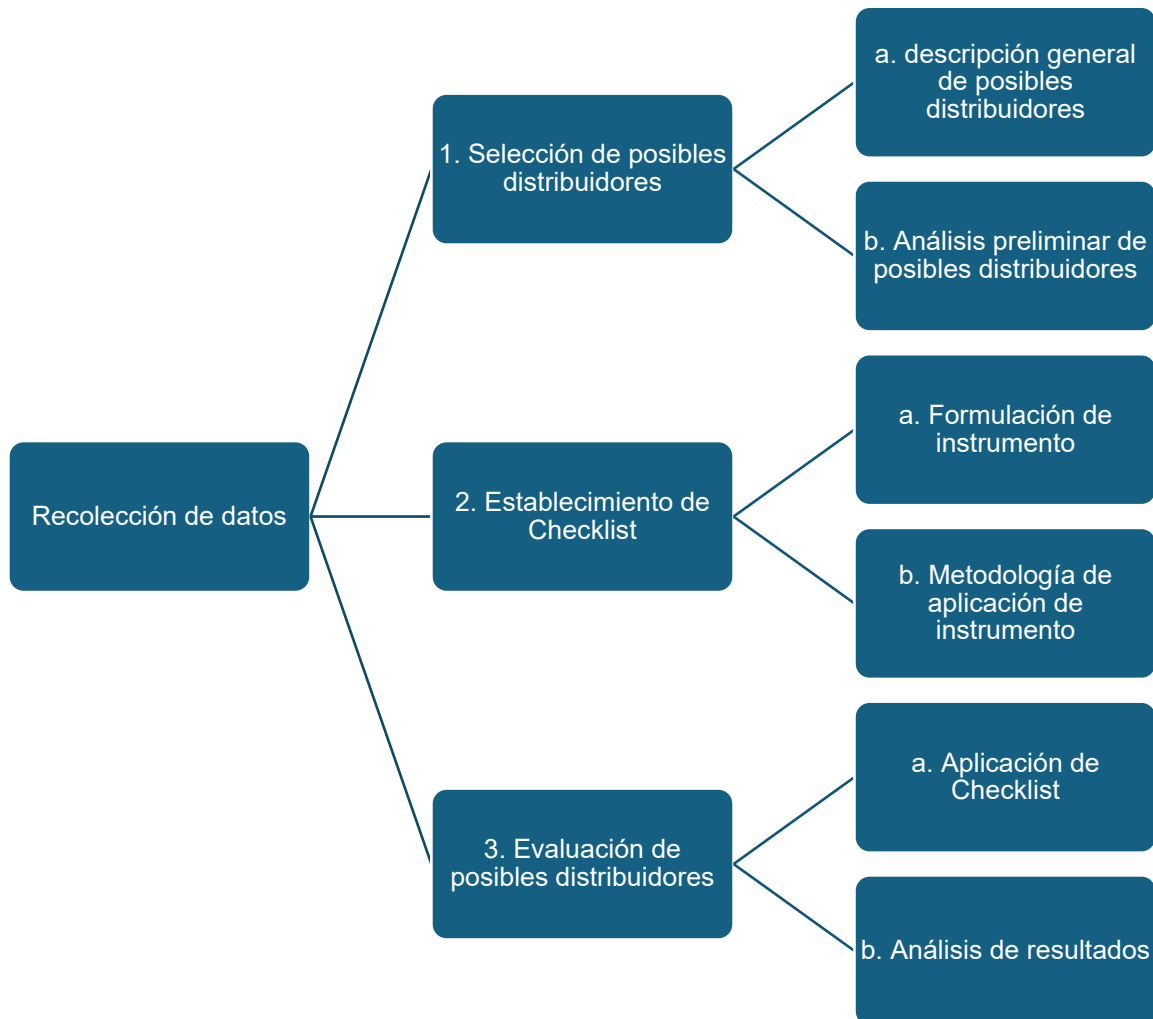 Recolección de datos
1. Selección de posibles
distribuidores
a. descripción general
de posibles
distribuidores
b. Análisis preliminar de
posibles distribuidores
2. Establecimiento de
Checklist
a. Formulación de
instrumento
b. Metodología de
aplicación de
instrumento
3. Evaluación de
posibles distribuidores
a. Aplicación de
Checklist
b. Análisis de resultados